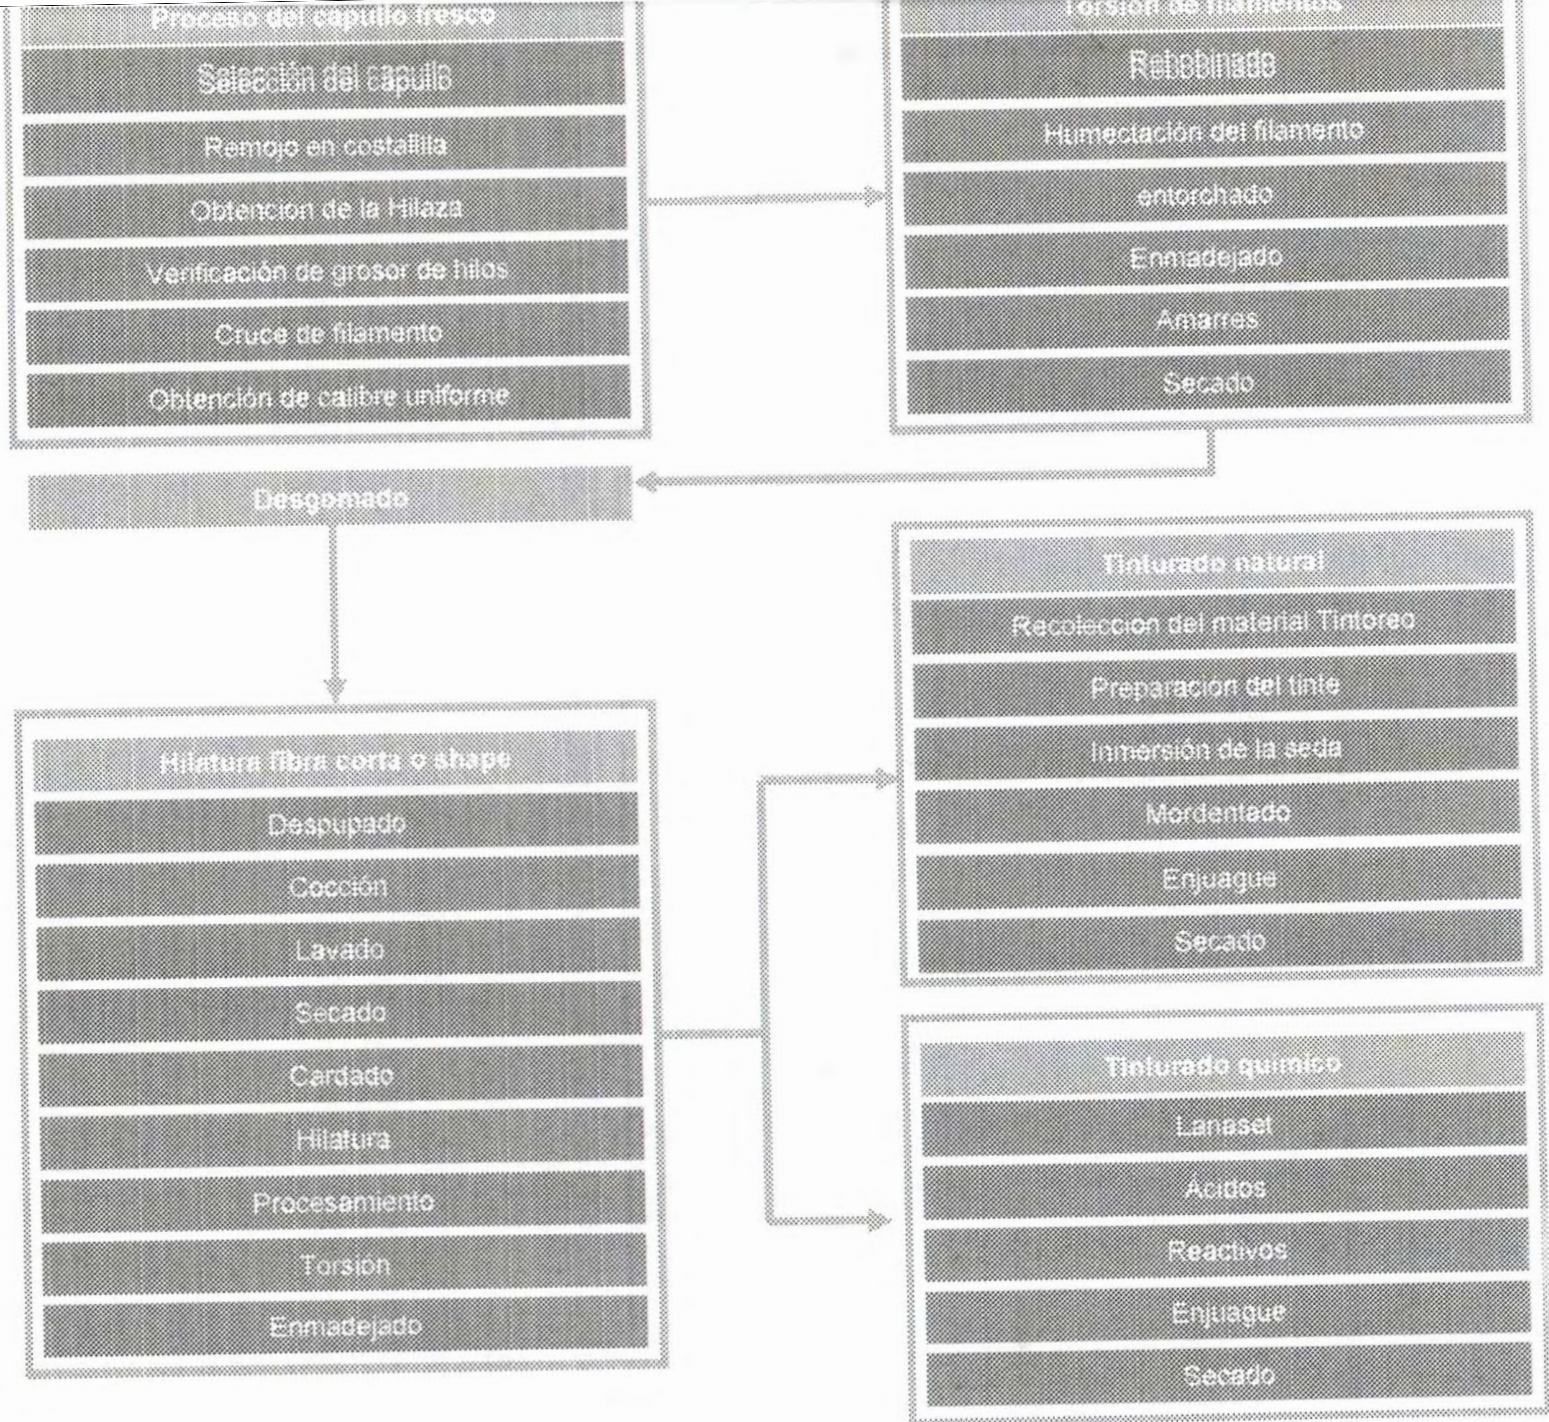 Proceso del capullo fresco
Selección del capullo
Remojo en costalilla
Obtencion de la Hilaza
Verificación de grosor de hilos
Cruce de filamento
Obtención de calibre uniforme
Torsión de filamentos
Rebobinado
Humectación del filamento
entorchado
Enmadejado
Amarres
Secado
Desgomado
Hilatura fibra corta o shape
Despupado
Cocción
Lavado
Secado
Cardado
Hilatura
Procesamiento
Torsión
Enmadejado
Tinturado natural
Recoleccion del material Tintoreo
Preparacion del tinte
Inmersión de la seda
Mordentado
Enjuague
Secado
Tinturado quimico
Lanaset
Acidos
Reactivos
Enjuague
Secado